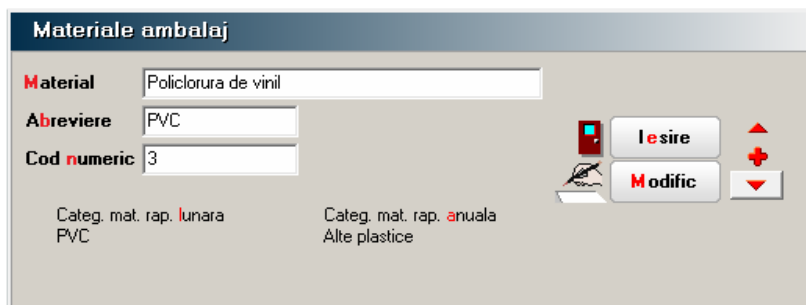 Materiale ambalaj
Material Policlorura de vinil
Abreviere PVC
Cod numeric 3
Iesire
Modific
Categ. mat. rap. lunara Categ. mat. rap. anuala
PVC Alte plastice